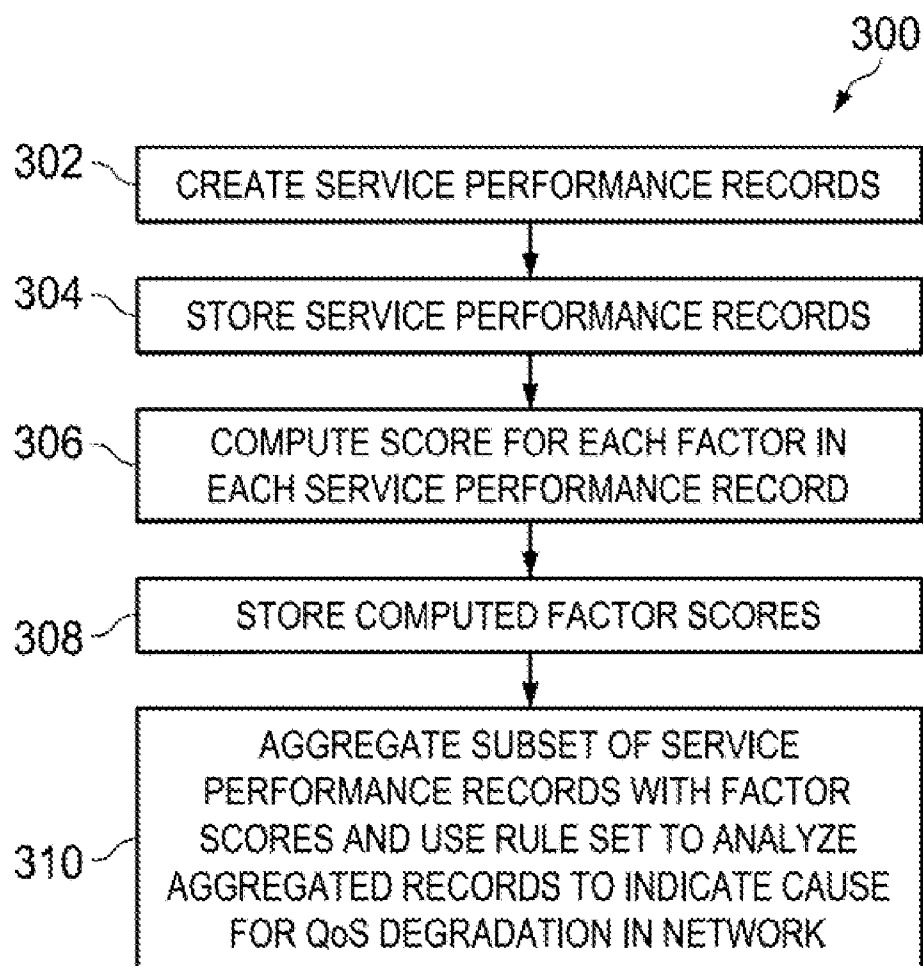 300
302
CREATE SERVICE PERFORMANCE RECORDS
304
STORE SERVICE PERFORMANCE RECORDS
306
COMPUTE SCORE FOR EACH FACTOR IN
EACH SERVICE PERFORMANCE RECORD
308
STORE COMPUTED FACTOR SCORES
310
AGGREGATE SUBSET OF SERVICE
PERFORMANCE RECORDS WITH FACTOR
SCORES AND USE RULE SET TO ANALYZE
AGGREGATED RECORDS TO INDICATE CAUSE
FOR QoS DEGRADATION IN NETWORK